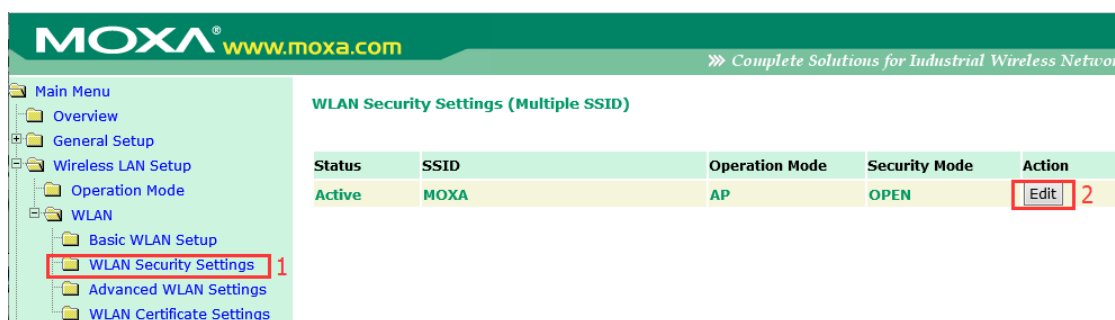 MOXA® www.moxa.com
Complete Solutions for Industrial Wireless Networ
Main Menu
Overview
General Setup
Wireless LAN Setup
Operation Mode
WLAN
Basic WLAN Setup
WLAN Security Settings 1
Advanced WLAN Settings
WLAN Certificate Settings
WLAN Security Settings (Multiple SSID)
Status SSID Operation Mode Security Mode Action
Active MOXA AP OPEN Edit 2